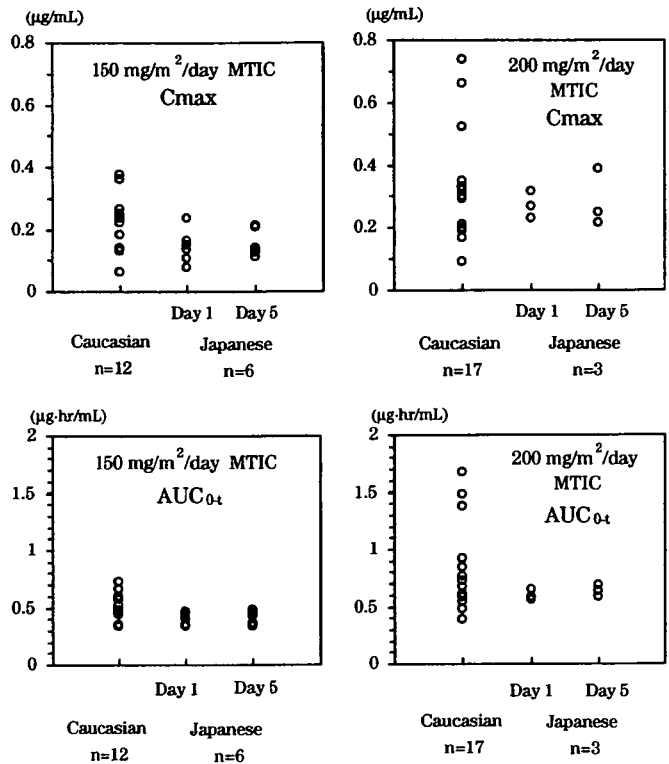 (μg/mL)
0.8
0.6
0.4
0.2
0
150 mg/m²/day MTIC
Cmax
Day 1 Day 5
Caucasian Japanese
n=12 n=6
(μg/mL)
0.8
0.6
0.4
0.2
0
200 mg/m²/day
MTIC
Cmax
Day 1 Day 5
Caucasian Japanese
n=17 n=3
(μg·hr/mL)
2
1.5
1
0.5
0
150 mg/m²/day MTIC
AUC0-t
Day 1 Day 5
Caucasian Japanese
n=12 n=6
(μg·hr/mL)
2
1.5
1
0.5
0
200 mg/m²/day
MTIC
AUC0-t
Day 1 Day 5
Caucasian Japanese
n=17 n=3